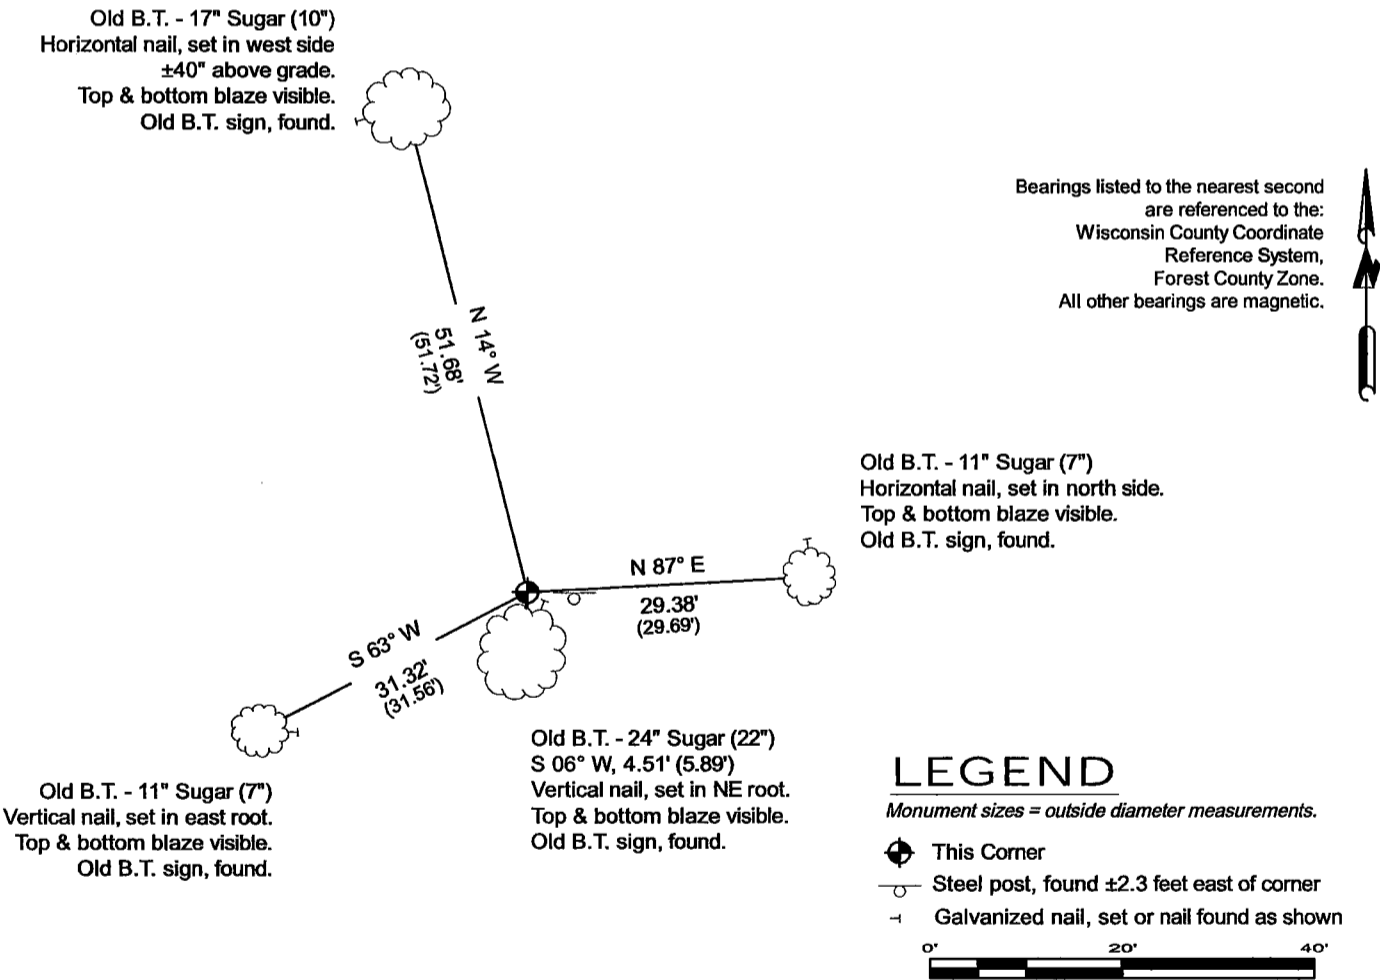 Old B.T. - 17" Sugar (10")
Horizontal nail, set in west side
±40" above grade.
Top & bottom blaze visible.
Old B.T. sign, found.
Bearings listed to the nearest second
are referenced to the:
Wisconsin County Coordinate
Reference System,
Forest County Zone.
All other bearings are magnetic.
N
N 14° W
51.68'
(51.72')
Old B.T. - 11" Sugar (7")
Horizontal nail, set in north side.
Top & bottom blaze visible.
Old B.T. sign, found.
N 87° E
29.38'
(29.69')
S 63° W
31.32'
(31.56')
Old B.T. - 24" Sugar (22")
S 06° W, 4.51' (5.89')
Vertical nail, set in NE root.
Top & bottom blaze visible.
Old B.T. sign, found.
Old B.T. - 11" Sugar (7")
Vertical nail, set in east root.
Top & bottom blaze visible.
Old B.T. sign, found.
LEGEND
Monument sizes = outside diameter measurements.
This Corner
Steel post, found ±2.3 feet east of corner
Galvanized nail, set or nail found as shown
0' 20' 40'